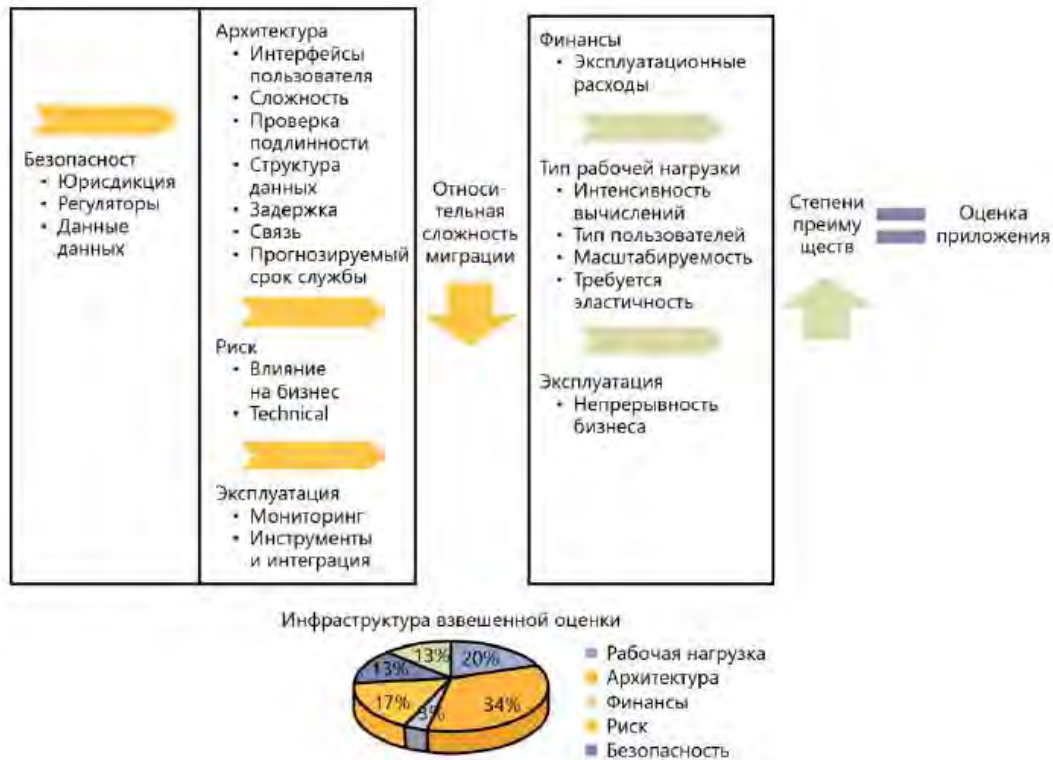 Безопасност
• Юрисдикция
• Регуляторы
• Данные
данных
Архитектура
• Интерфейсы
пользователя
• Сложность
• Проверка
подлинности
• Структура
данных
• Задержка
• Связь
• Прогнозируемый
срок службы
Риск
• Влияние
на бизнес
• Technical
Эксплуатация
• Мониторинг
• Инструменты
и интеграция
Относи-
тельная
сложность
миграции
Финансы
• Эксплуатационные
расходы
Тип рабочей нагрузки
• Интенсивность
вычислений
• Тип пользователей
• Масштабируемость
• Требуется
эластичность
Эксплуатация
• Непрерывность
бизнеса
Степени
преиму
ществ
Оценка
приложения
Инфраструктура взвешенной оценки
13%
20%
13%
17%
3%
34%
Рабочая нагрузка
Архитектура
Финансы
Риск
Безопасность